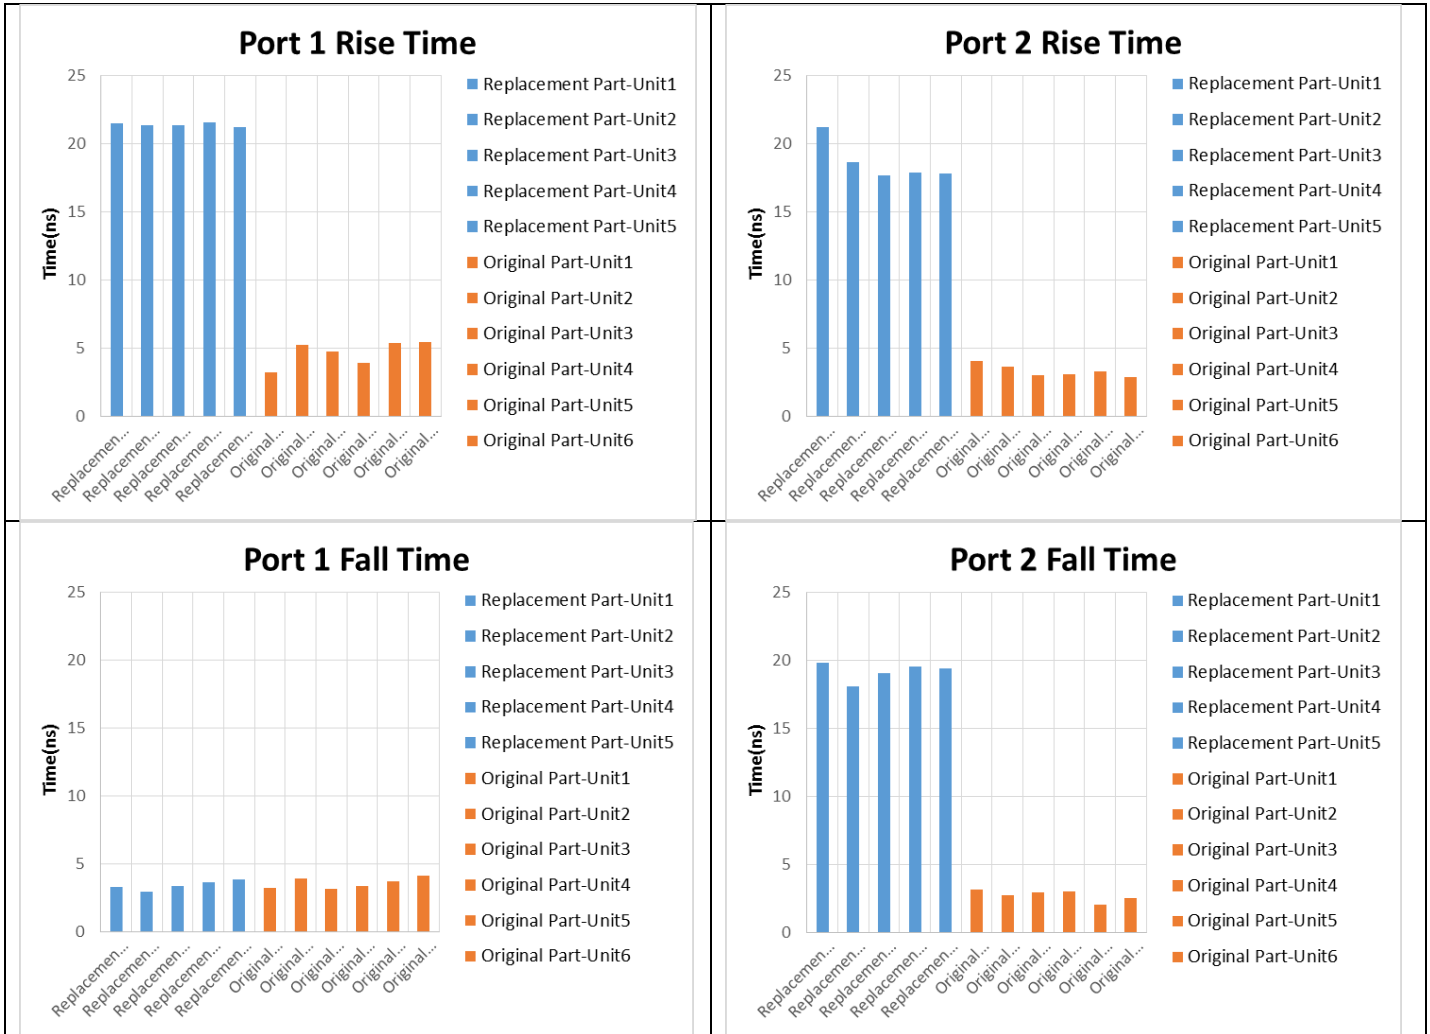 Port 1 Rise Time
25
20
15
10
5
0
Time(ns)
Replacemen...
Replacemen...
Replacemen...
Replacemen...
Replacemen...
Original...
Original...
Original...
Original...
Original...
Original...
Replacement Part-Unit1
Replacement Part-Unit2
Replacement Part-Unit3
Replacement Part-Unit4
Replacement Part-Unit5
Original Part-Unit1
Original Part-Unit2
Original Part-Unit3
Original Part-Unit4
Original Part-Unit5
Original Part-Unit6
Port 2 Rise Time
25
20
15
10
5
0
Time(ns)
Replacemen...
Replacemen...
Replacemen...
Replacemen...
Replacemen...
Original...
Original...
Original...
Original...
Original...
Original...
Replacement Part-Unit1
Replacement Part-Unit2
Replacement Part-Unit3
Replacement Part-Unit4
Replacement Part-Unit5
Original Part-Unit1
Original Part-Unit2
Original Part-Unit3
Original Part-Unit4
Original Part-Unit5
Original Part-Unit6
Port 1 Fall Time
25
20
15
10
5
0
Time(ns)
Replacemen...
Replacemen...
Replacemen...
Replacemen...
Replacemen...
Original...
Original...
Original...
Original...
Original...
Original...
Replacement Part-Unit1
Replacement Part-Unit2
Replacement Part-Unit3
Replacement Part-Unit4
Replacement Part-Unit5
Original Part-Unit1
Original Part-Unit2
Original Part-Unit3
Original Part-Unit4
Original Part-Unit5
Original Part-Unit6
Port 2 Fall Time
25
20
15
10
5
0
Time(ns)
Replacemen...
Replacemen...
Replacemen...
Replacemen...
Replacemen...
Original...
Original...
Original...
Original...
Original...
Original...
Replacement Part-Unit1
Replacement Part-Unit2
Replacement Part-Unit3
Replacement Part-Unit4
Replacement Part-Unit5
Original Part-Unit1
Original Part-Unit2
Original Part-Unit3
Original Part-Unit4
Original Part-Unit5
Original Part-Unit6